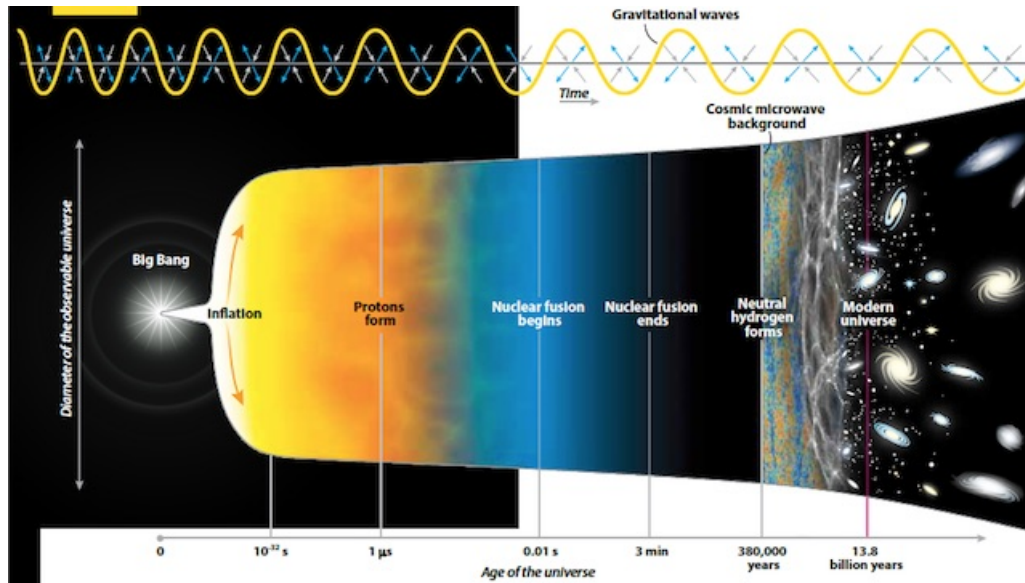 Gravitational waves
Time
Cosmic microwave
background
Diameter of the observable universe
Big Bang
Inflation
Protons
form
Nuclear fusion
begins
Nuclear fusion
ends
Neutral
hydrogen
forms
Modern
universe
0
10⁻³² s
1 µs
0.01 s
3 min
380,000
years
13.8
billion years
Age of the universe